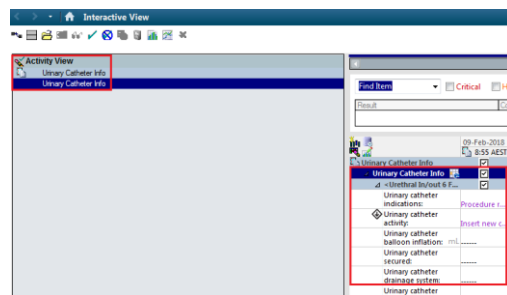 Interactive View
Activity View
Urinary Catheter Info
Urinary Catheter Info
Find Item
Critical
Result
09-Feb-2018
8:55 AEST
Urinary Catheter Info
Urinary Catheter Info
<Urethral In/out 6 F...
Urinary catheter
indications:
Procedure r...
Urinary catheter
activity:
Insert new c...
Urinary catheter
balloon inflation: mL
Urinary catheter
secured:
Urinary catheter
drainage system:
Urinary catheter